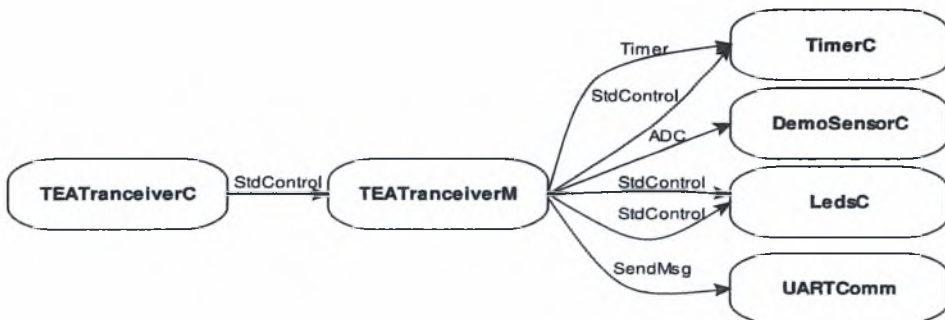 Timer
TimerC
StdControl
ADC
DemoSensorC
TEATranceiverC
StdControl
TEATranceiverM
StdControl
StdControl
LedsC
SendMsg
UARTComm